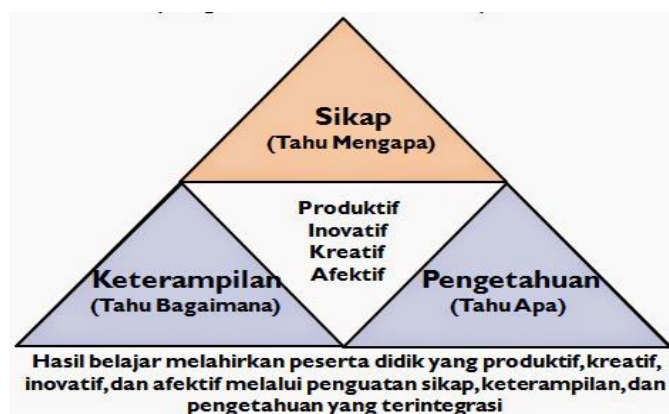 Sikap
(Tahu Mengapa)
Produktif
Inovatif
Kreatif
Afektif
Keterampilan
(Tahu Bagaimana)
Pengetahuan
(Tahu Apa)
Hasil belajar melahirkan peserta didik yang produktif, kreatif,
inovatif, dan afektif melalui penguatan sikap, keterampilan, dan
pengetahuan yang terintegrasi